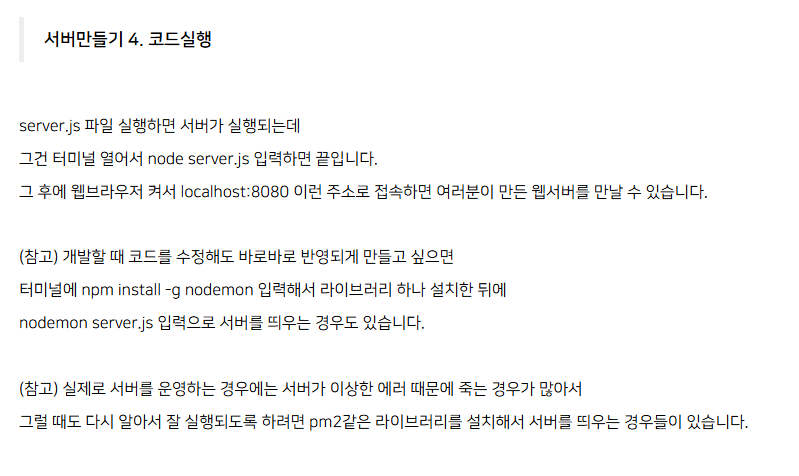 서버만들기 4. 코드실행
server.js 파일 실행하면 서버가 실행되는데
그건 터미널 열어서 node server.js 입력하면 끝입니다.
그 후에 웹브라우저 켜서 localhost:8080 이런 주소로 접속하면 여러분이 만든 웹서버를 만날 수 있습니다.
(참고) 개발할 때 코드를 수정해도 바로바로 반영되게 만들고 싶으면
터미널에 npm install -g nodemon 입력해서 라이브러리 하나 설치한 뒤에
nodemon server.js 입력으로 서버를 띄우는 경우도 있습니다.
(참고) 실제로 서버를 운영하는 경우에는 서버가 이상한 에러 때문에 죽는 경우가 많아서
그럴 때도 다시 알아서 잘 실행되도록 하려면 pm2같은 라이브러리를 설치해서 서버를 띄우는 경우들이 있습니다.